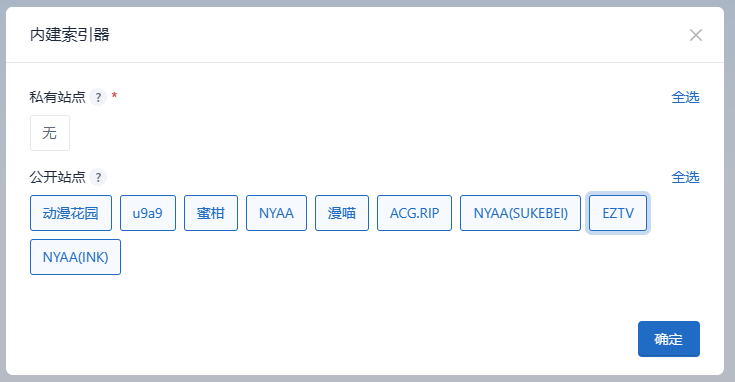 内建索引器
私有站点 ? * 全选
无
公开站点 ? 全选
动漫花园 u9a9 蜜柑 NYAA 漫喵 ACG.RIP NYAA(SUKEBEI) EZTV
NYAA(INK)
确定